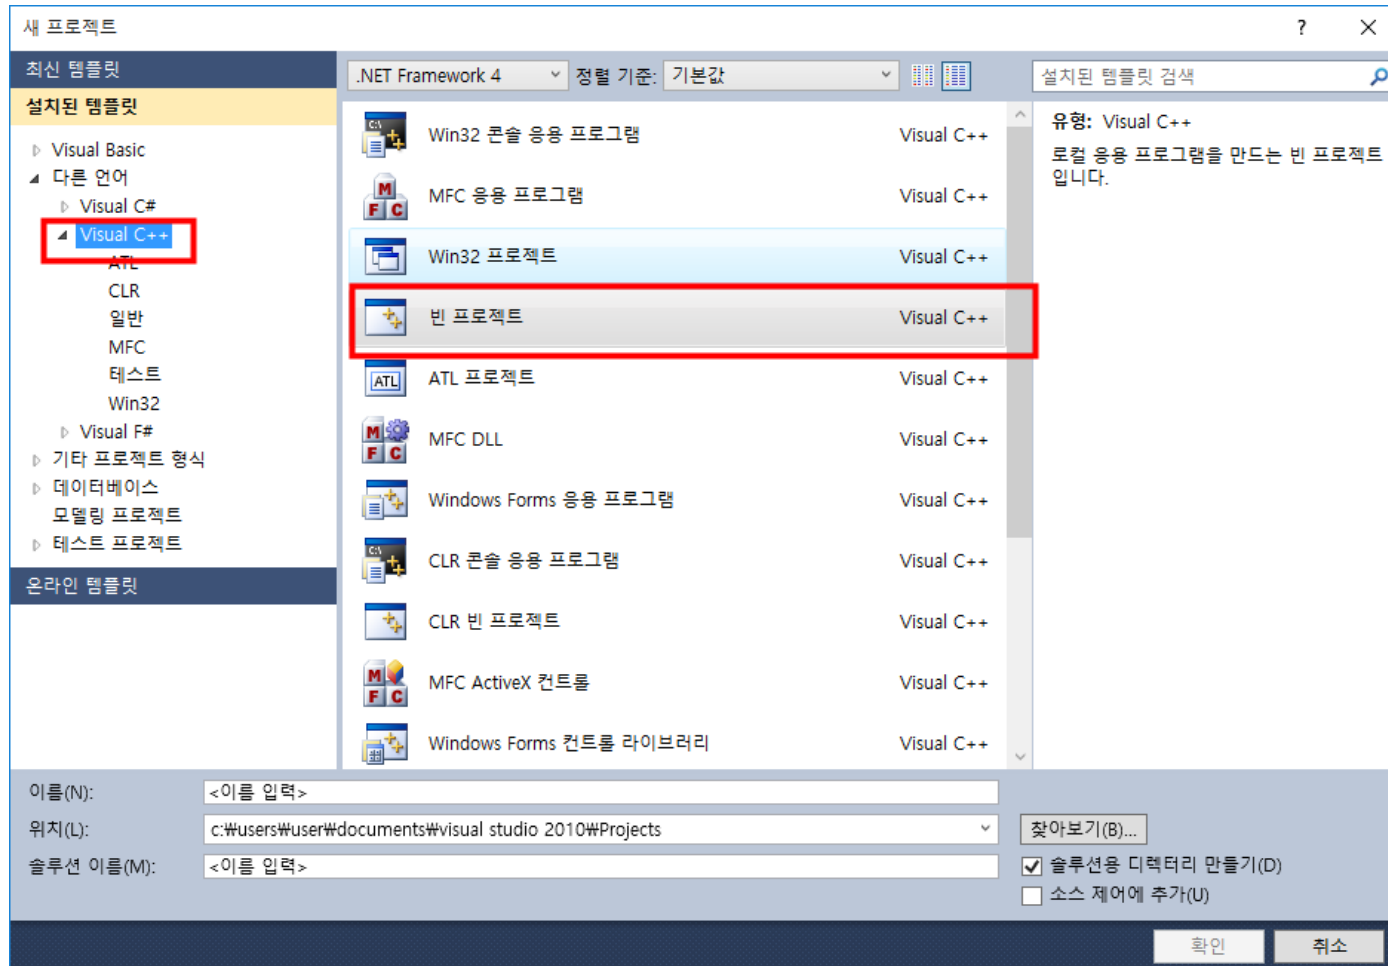 새 프로젝트
?
최신 템플릿
설치된 템플릿
Visual Basic
다른 언어
Visual C#
Visual C++
ATL
CLR
일반
MFC
테스트
Win32
Visual F#
기타 프로젝트 형식
데이터베이스
모델링 프로젝트
테스트 프로젝트
온라인 템플릿
.NET Framework 4 정렬 기준: 기본값
Win32 콘솔 응용 프로그램 Visual C++
MFC 응용 프로그램 Visual C++
Win32 프로젝트 Visual C++
빈 프로젝트 Visual C++
ATL 프로젝트 Visual C++
MFC DLL Visual C++
Windows Forms 응용 프로그램 Visual C++
CLR 콘솔 응용 프로그램 Visual C++
CLR 빈 프로젝트 Visual C++
MFC ActiveX 컨트롤 Visual C++
Windows Forms 컨트롤 라이브러리 Visual C++
설치된 템플릿 검색
유형: Visual C++
로컬 응용 프로그램을 만드는 빈 프로젝트
입니다.
이름(N): <이름 입력>
위치(L): c:₩users₩user₩documents₩visual studio 2010₩Projects 찾아보기(B)...
솔루션 이름(M): <이름 입력> 솔루션용 디렉터리 만들기(D)
소스 제어에 추가(U)
확인 취소